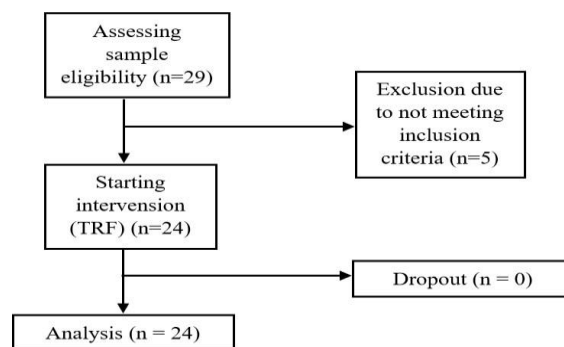 Assessing
sample
eligibility (n=29)
Exclusion due
to not meeting
inclusion
criteria (n=5)
Starting
intervension
(TRF) (n=24)
Dropout (n = 0)
Analysis (n = 24)